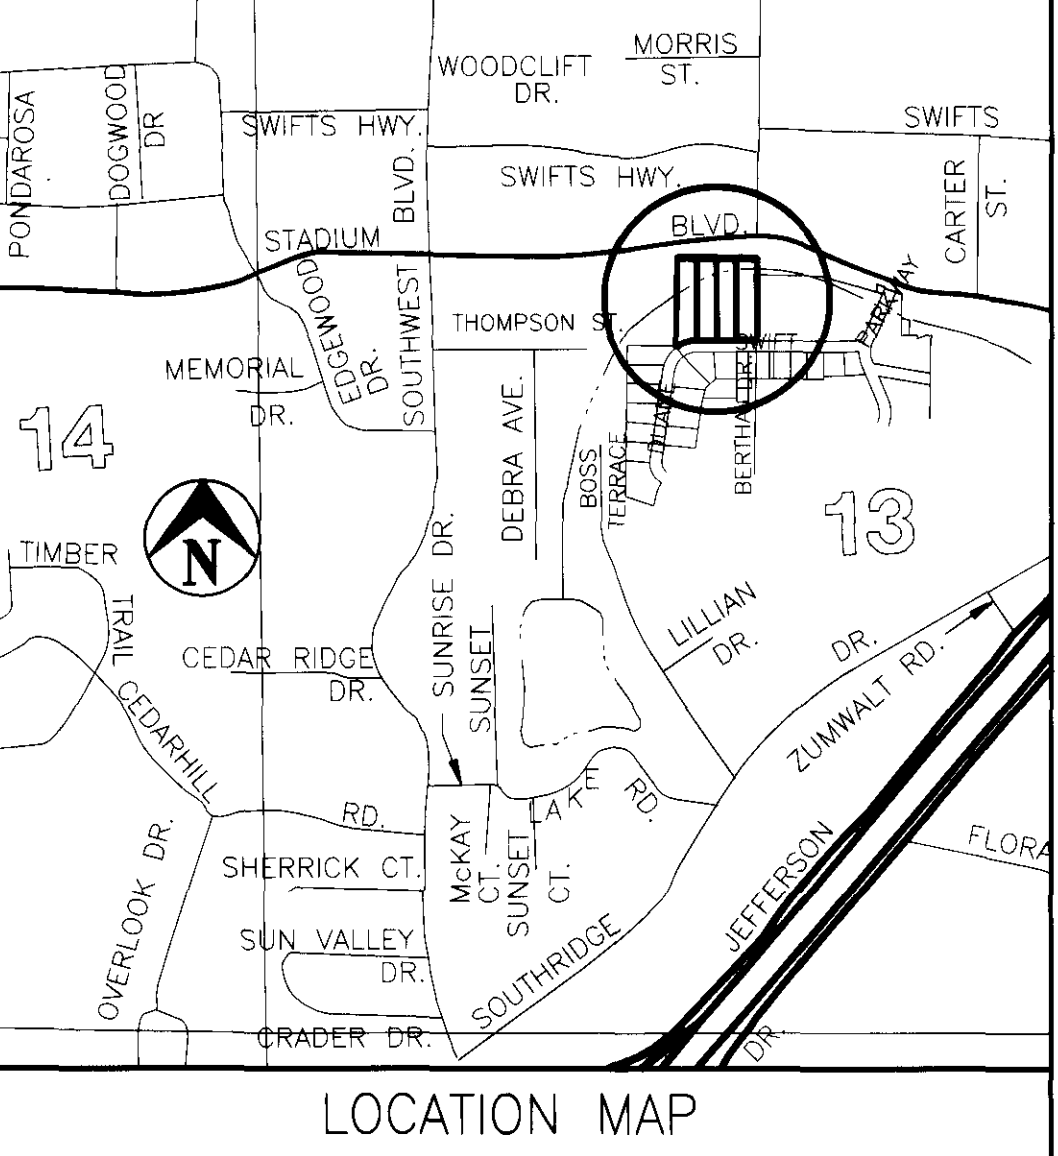 MORRIS
ST.
WOODCLIFT
DR.
SWIFTS
SWIFTS HWY.
PONDAROSA
DOGWOOD
DR
BLVD.
SWIFTS HWY.
CARTER
ST.
STADIUM
BLVD.
EDGEWOOD
DR.
SOUTHWEST
THOMPSON ST.
PARKWAY
SWIFT
MEMORIAL
DR.
14
DEBRA AVE.
BOSS
TERRACE
BERTHA
DR.
13
N
TIMBER
TRAIL
SUNRISE DR.
SUNSET
LILLIAN
DR.
DR.
ZUMWALT RD.
CEDAR RIDGE
DR.
CEDARHILL
RD.
LAKE
RD.
McKAY
CT.
SUNSET
CT.
SHERRICK CT.
OVERLOOK DR.
JEFFERSON
FLORA
SUN VALLEY
DR.
SOUTHRIDGE
CRADER DR.
DR.
LOCATION MAP